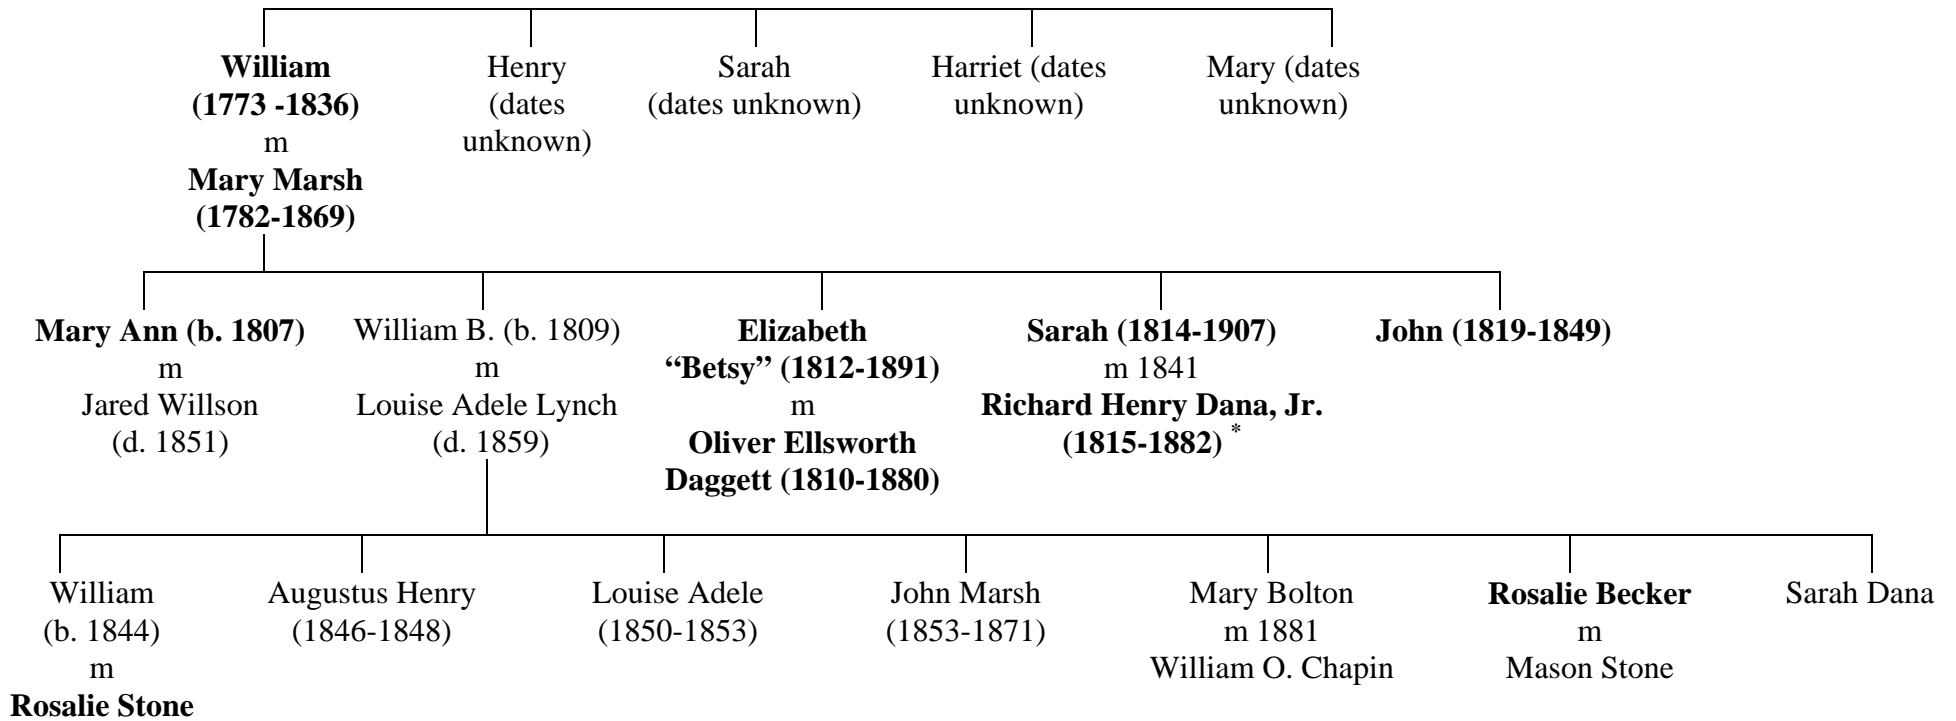 William
(1773 -1836)
m
Mary Marsh
(1782-1869)
Henry
(dates
unknown)
Sarah
(dates unknown)
Harriet (dates
unknown)
Mary (dates
unknown)
Mary Ann (b. 1807)
m
Jared Willson
(d. 1851)
William B. (b. 1809)
m
Louise Adele Lynch
(d. 1859)
Elizabeth
“Betsy” (1812-1891)
m
Oliver Ellsworth
Daggett (1810-1880)
Sarah (1814-1907)
m 1841
Richard Henry Dana, Jr.
(1815-1882) *
John (1819-1849)
William
(b. 1844)
m
Rosalie Stone
Augustus Henry
(1846-1848)
Louise Adele
(1850-1853)
John Marsh
(1853-1871)
Mary Bolton
m 1881
William O. Chapin
Rosalie Becker
m
Mason Stone
Sarah Dana